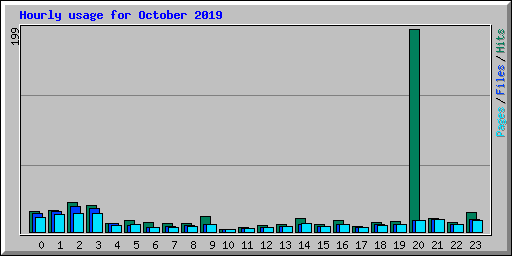 Hourly usage for October 2019
199
Pages/Files/Hits
0 1 2 3 4 5 6 7 8 9 10 11 12 13 14 15 16 17 18 19 20 21 22 23